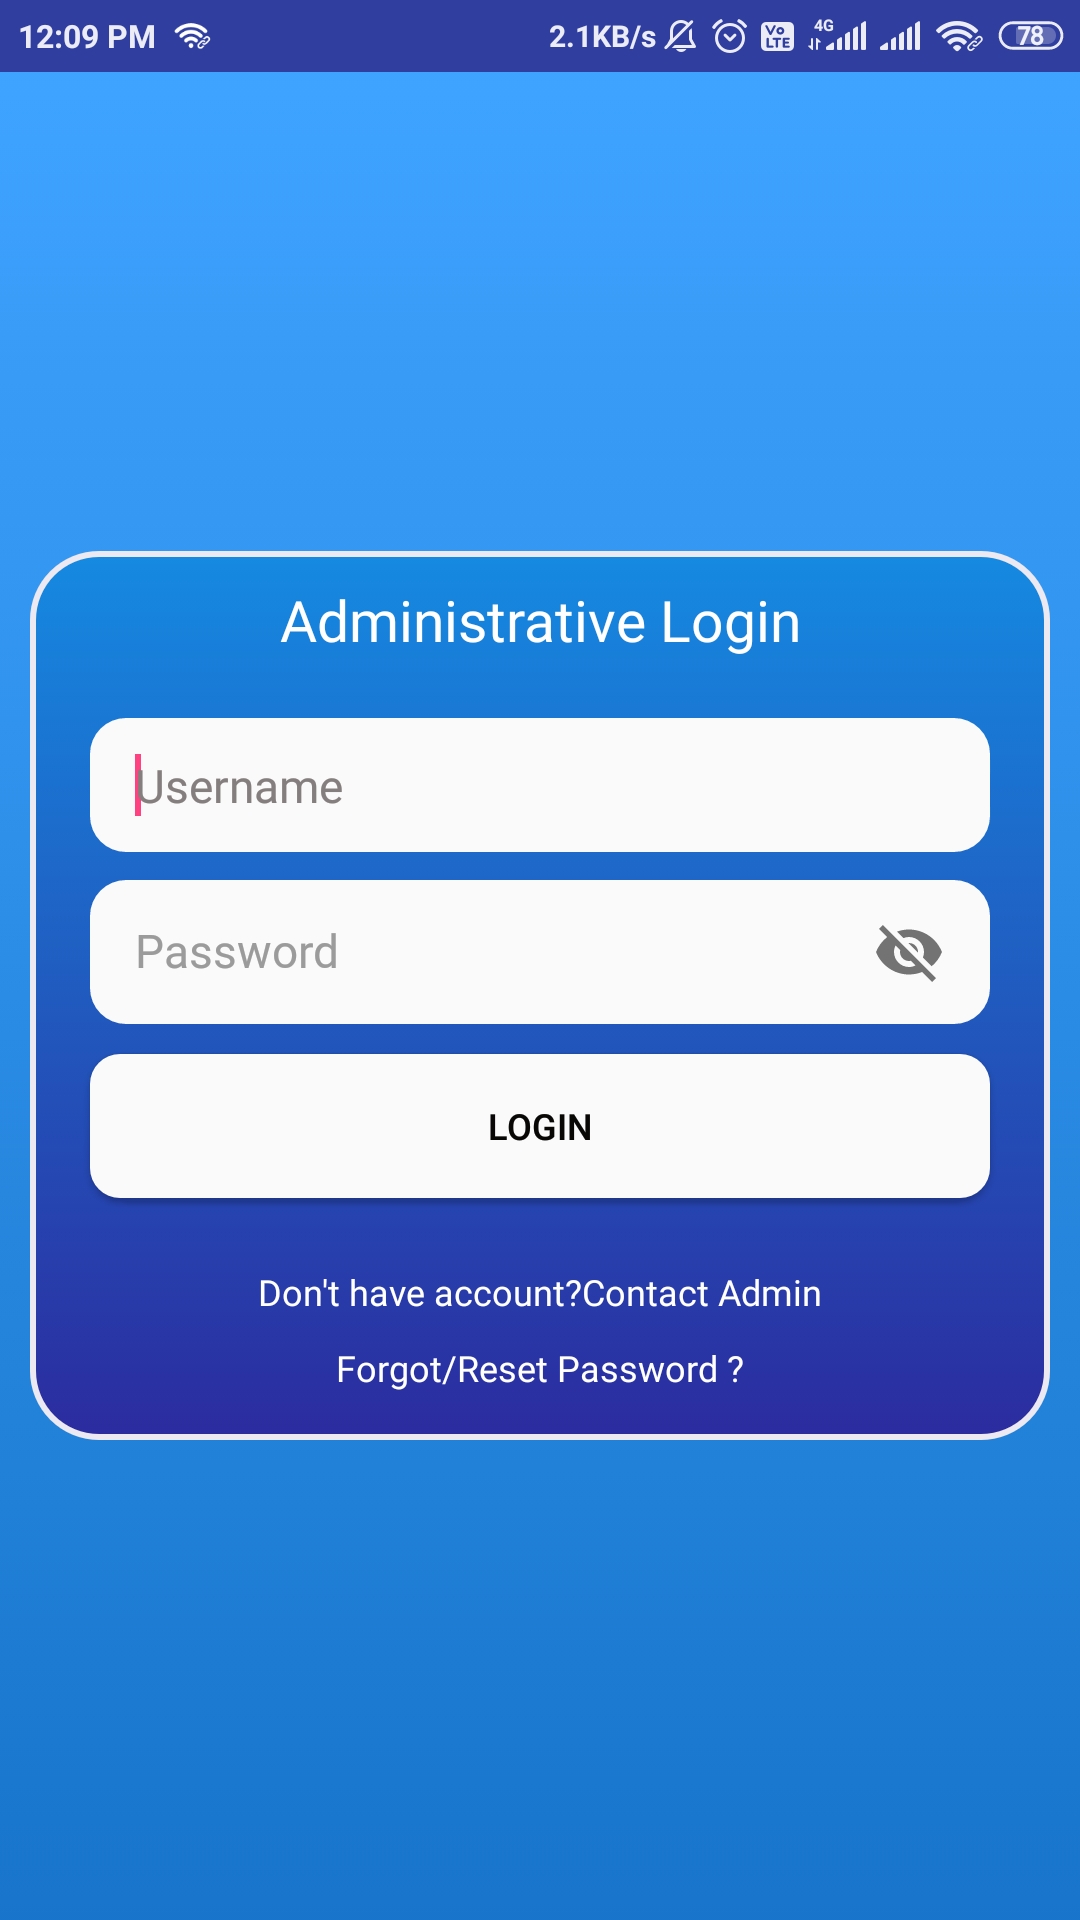 12:09 PM 2.1KB/s Vo LTE 4G 78
Administrative Login
Username
Password
LOGIN
Don't have account?Contact Admin
Forgot/Reset Password ?